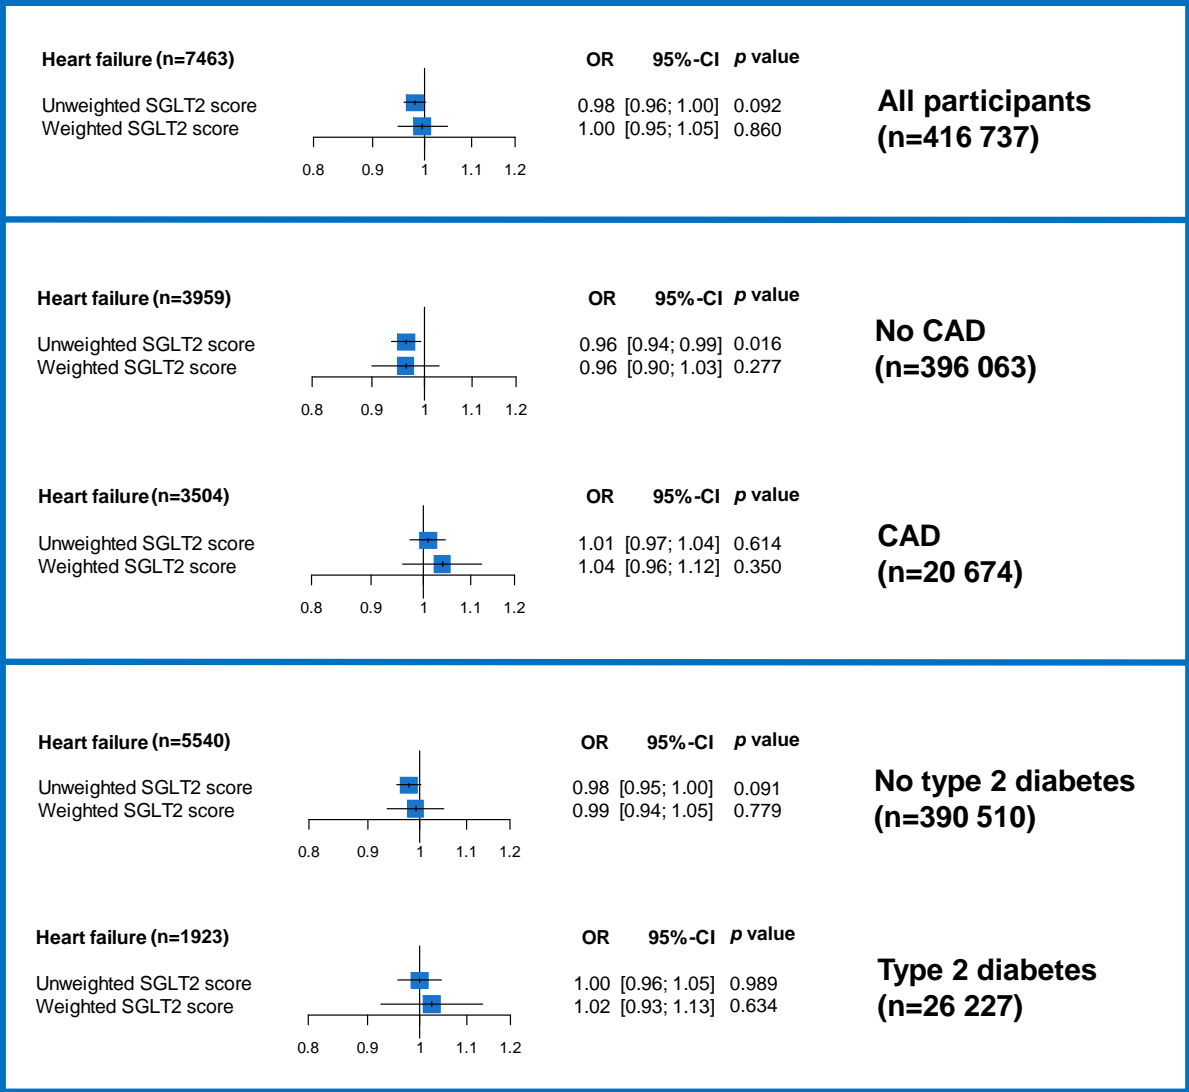 Heart failure (n=7463) OR 95%-CI p value
Unweighted SGLT2 score 0.98 [0.96; 1.00] 0.092
Weighted SGLT2 score 1.00 [0.95; 1.05] 0.860
0.8 0.9 1 1.1 1.2
All participants
(n=416 737)
Heart failure (n=3959) OR 95%-CI p value
Unweighted SGLT2 score 0.96 [0.94; 0.99] 0.016
Weighted SGLT2 score 0.96 [0.90; 1.03] 0.277
0.8 0.9 1 1.1 1.2
No CAD
(n=396 063)
Heart failure (n=3504) OR 95%-CI p value
Unweighted SGLT2 score 1.01 [0.97; 1.04] 0.614
Weighted SGLT2 score 1.04 [0.96; 1.12] 0.350
0.8 0.9 1 1.1 1.2
CAD
(n=20 674)
Heart failure (n=5540) OR 95%-CI p value
Unweighted SGLT2 score 0.98 [0.95; 1.00] 0.091
Weighted SGLT2 score 0.99 [0.94; 1.05] 0.779
0.8 0.9 1 1.1 1.2
No type 2 diabetes
(n=390 510)
Heart failure (n=1923) OR 95%-CI p value
Unweighted SGLT2 score 1.00 [0.96; 1.05] 0.989
Weighted SGLT2 score 1.02 [0.93; 1.13] 0.634
0.8 0.9 1 1.1 1.2
Type 2 diabetes
(n=26 227)